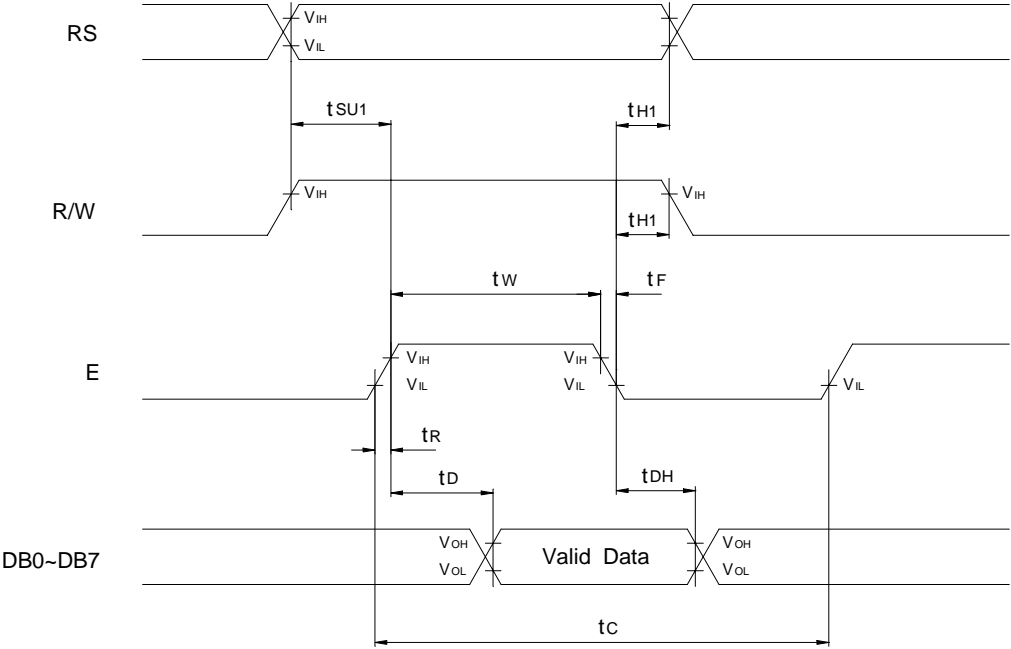 RS
VIH
VIL
tSU1
tH1
R/W
VIH
VIH
tH1
tW
tF
E
VIH
VIH
VIL
VIL
VIL
tR
tD
tDH
DB0~DB7
VOH
VOL
Valid Data
VOH
VOL
tC